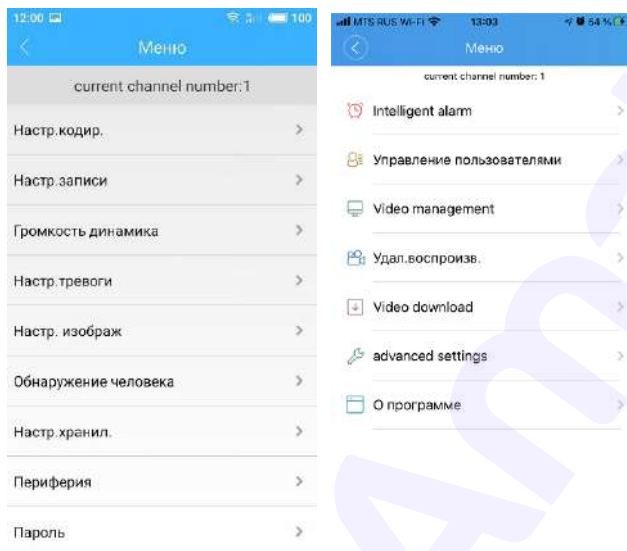 12:00 100
Меню
current channel number:1
Настр.кодир.
Настр.записи
Громкость динамика
Настр.тревоги
Настр. изображ
Обнаружение человека
Настр.хранил.
Периферия
Пароль
MTS RUS Wi-Fi 13:03 54 %
Меню
current channel number: 1
Intelligent alarm
Управление пользователями
Video management
Удал.воспроизв.
Video download
advanced settings
О программе